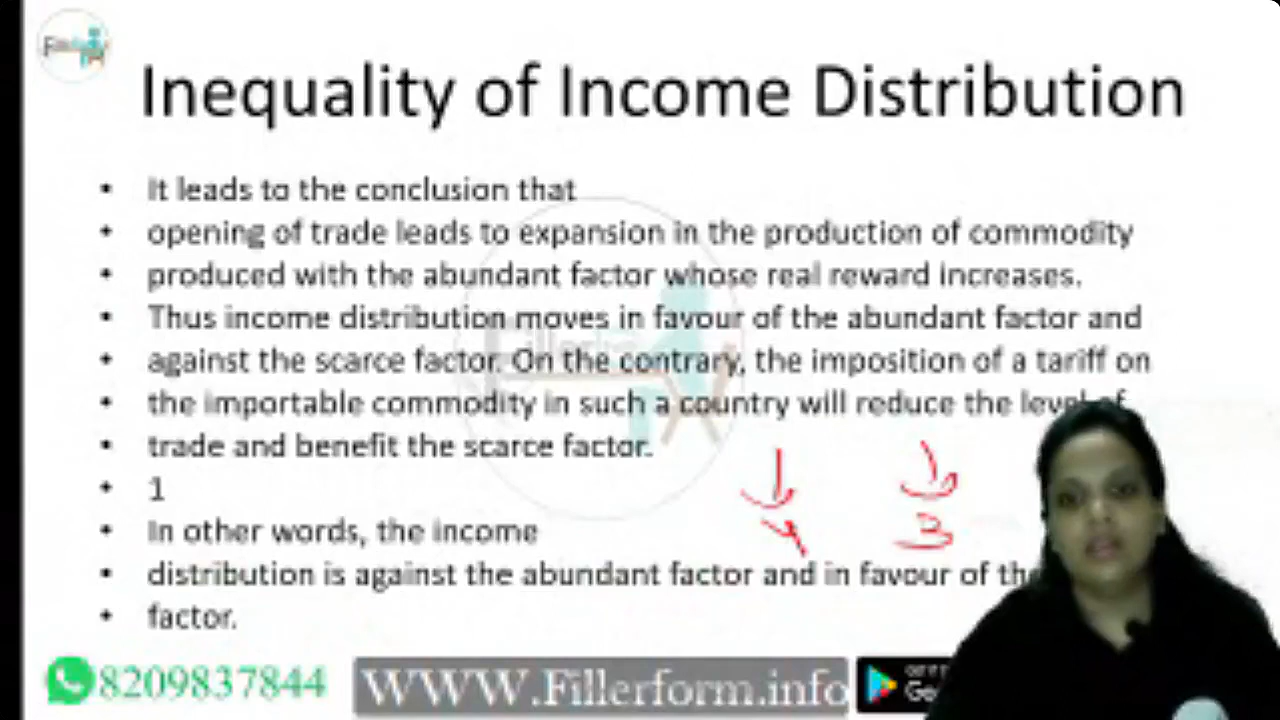 Inequality of Income Distribution
• It leads to the conclusion that
• opening of trade leads to expansion in the production of commodity
• produced with the abundant factor whose real reward increases.
• Thus income distribution moves in favour of the abundant factor and
• against the scarce factor. On the contrary, the imposition of a tariff on
• the importable commodity in such a country will reduce the level of
• trade and benefit the scarce factor.
• 1
• In other words, the income
• distribution is against the abundant factor and in favour of the
• factor.
3
8209837844
WWW.Fillerform.info